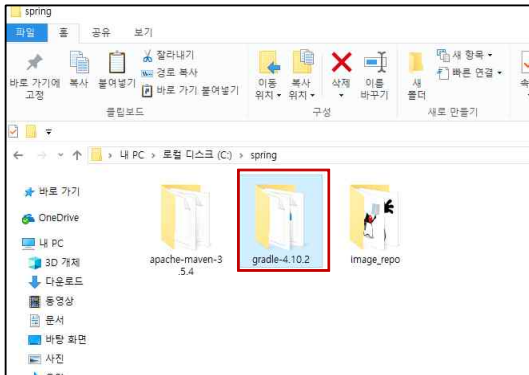 spring
파일
홈
공유
보기
바로 가기에
고정
복사
붙여넣기
잘라내기
경로 복사
바로 가기 붙여넣기
클립보드
이동
위치
복사
위치
삭제
이름
바꾸기
구성
새
폴더
새 항목
빠른 연결
새로 만들기
내 PC > 로컬 디스크 (C:) > spring
바로 가기
OneDrive
내 PC
3D 개체
다운로드
동영상
문서
바탕 화면
사진
apache-maven-3
.5.4
gradle-4.10.2
image_repo